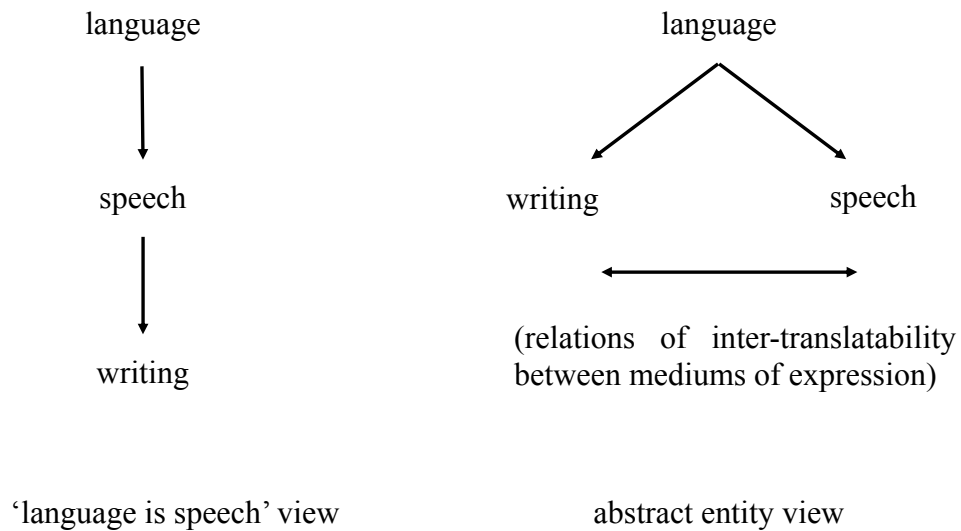 language
speech
writing
‘language is speech’ view
language
writing
speech
(relations of inter-translatability
between mediums of expression)
abstract entity view